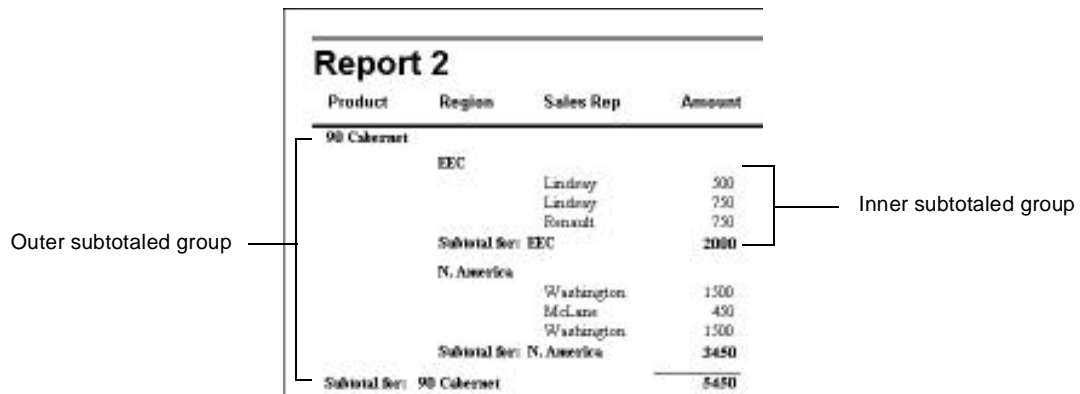 Report 2
Product Region Sales Rep Amount
90 Cabernet
EEC
Lindsey 500
Lindsey 750
Renault 750
Subtotal for: EEC 2000
N. America
Washington 1500
McLane 450
Washington 1500
Subtotal for: N. America 3450
Subtotal for: 90 Cabernet 5450
Outer subtotaled group
Inner subtotaled group